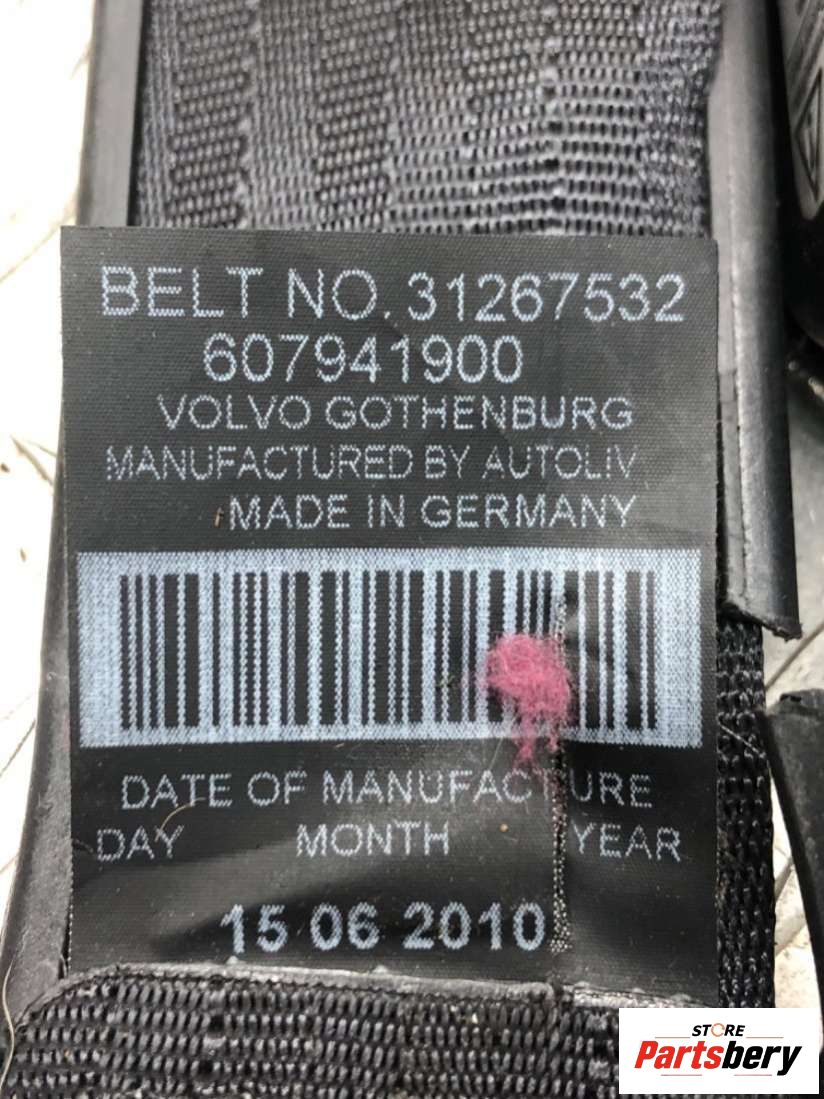 BELT NO. 31267532
607941900
VOLVO GOTHENBURG
MANUFACTURED BY AUTOLIV
MADE IN GERMANY
DATE OF MANUFACTURE
DAY MONTH YEAR
15 06 2010
STORE
Partsbery